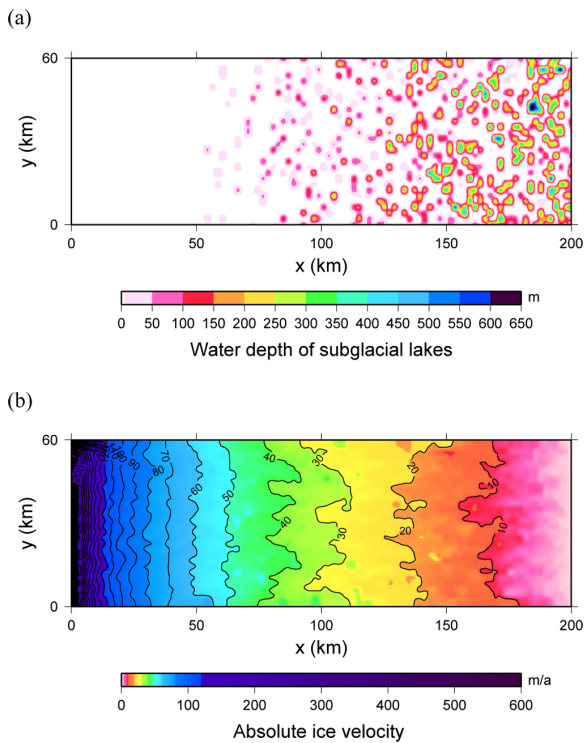 (a)
60
y (km)
0
0 50 100 150 200
x (km)
m
0 50 100 150 200 250 300 350 400 450 500 550 600 650
Water depth of subglacial lakes
(b)
60
y (km)
0
90 80 70 60 50 40 40 30 30 20 20 10 10
0 50 100 150 200
x (km)
m/a
0 100 200 300 400 500 600
Absolute ice velocity